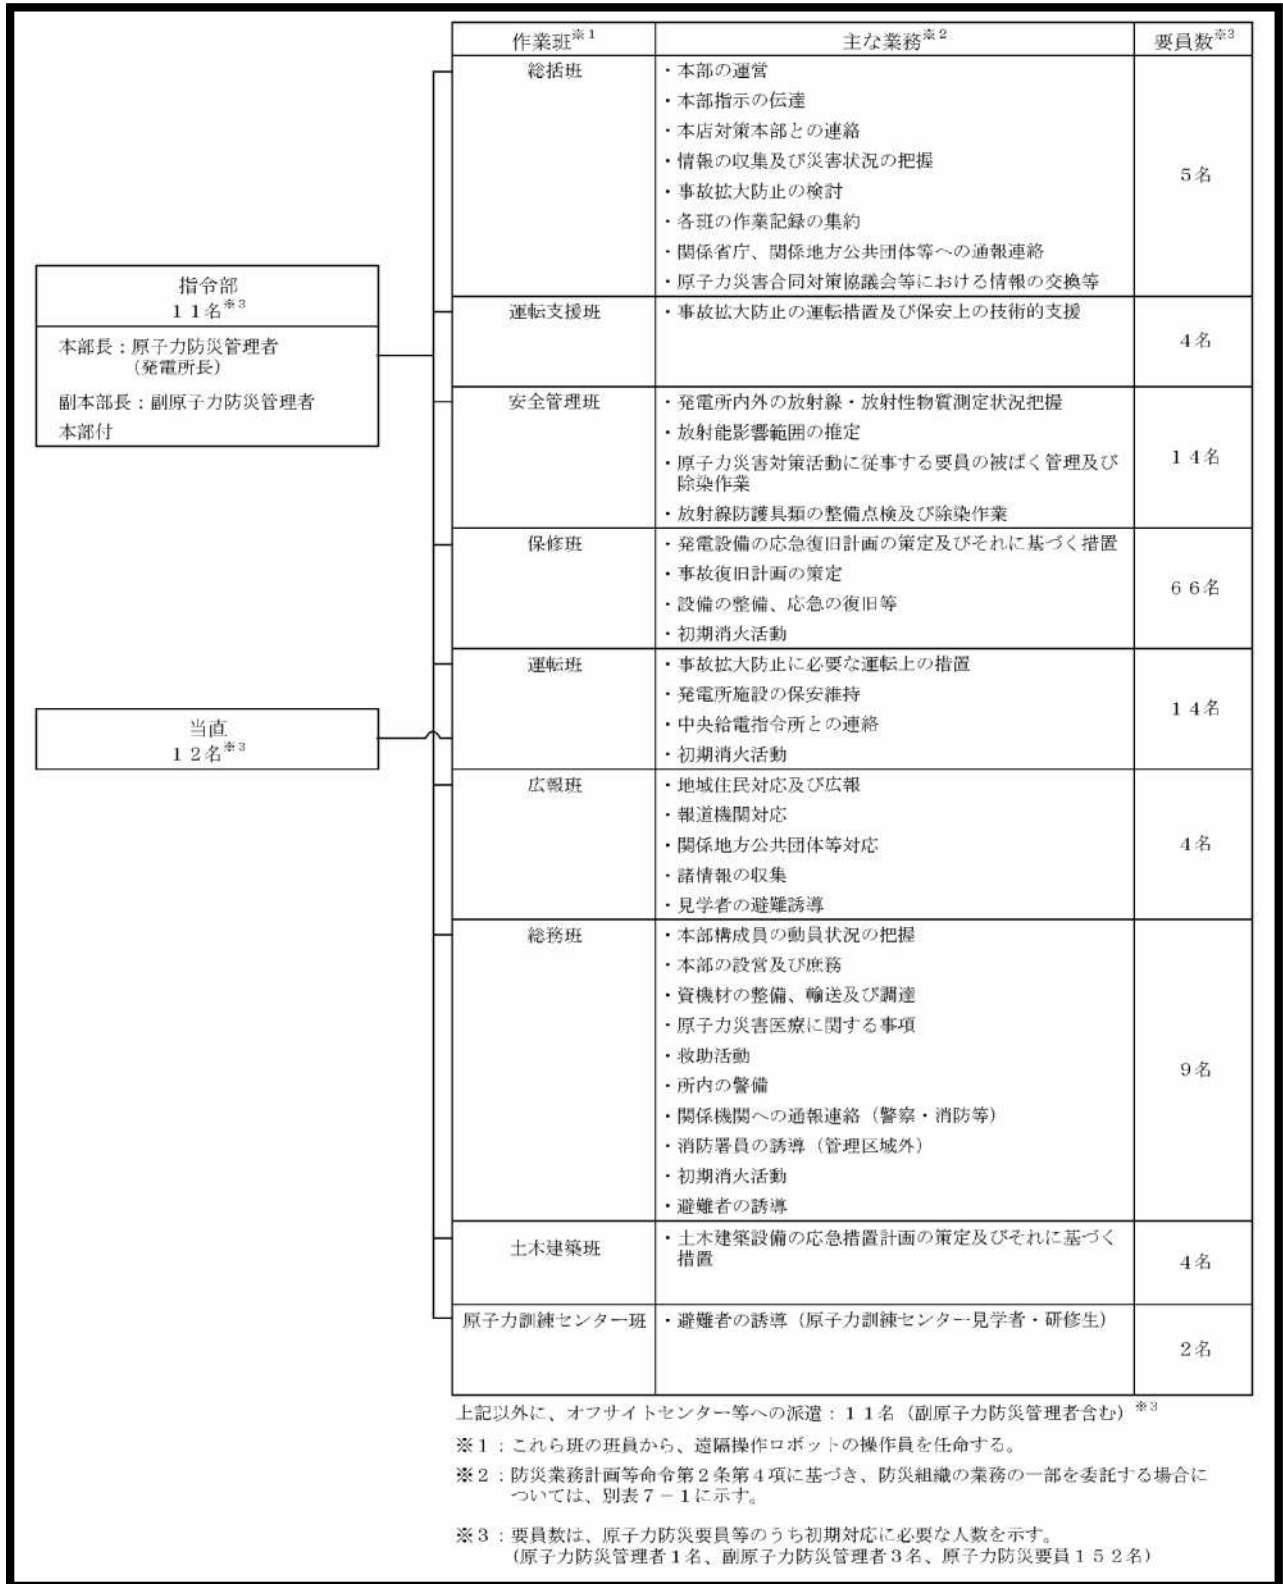 指令部
11名※3
本部長：原子力防災管理者
（発電所長）
副本部長：副原子力防災管理者
本部付
当直
12名※3
作業班※1
主な業務※2
要員数※3
総括班
・本部の運営
・本部指示の伝達
・本店対策本部との連絡
・情報の収集及び災害状況の把握
・事故拡大防止の検討
・各班の作業記録の集約
・関係省庁、関係地方公共団体等への通報連絡
・原子力災害合同対策協議会等における情報の交換等
5名
運転支援班
・事故拡大防止の運転措置及び保安上の技術的支援
4名
安全管理班
・発電所内外の放射線・放射性物質測定状況把握
・放射能影響範囲の推定
・原子力災害対策活動に従事する要員の被ばく管理及び
除染作業
・放射線防護具類の整備点検及び除染作業
14名
保修班
・発電設備の応急復旧計画の策定及びそれに基づく措置
・事故復旧計画の策定
・設備の整備、応急の復旧等
・初期消火活動
66名
運転班
・事故拡大防止に必要な運転上の措置
・発電所施設の保安維持
・中央給電指令所との連絡
・初期消火活動
14名
広報班
・地域住民対応及び広報
・報道機関対応
・関係地方公共団体等対応
・諸情報の収集
・見学者の避難誘導
4名
総務班
・本部構成員の動員状況の把握
・本部の設営及び庶務
・資機材の整備、輸送及び調達
・原子力災害医療に関する事項
・救助活動
・所内の警備
・関係機関への通報連絡（警察・消防等）
・消防署員の誘導（管理区域外）
・初期消火活動
・避難者の誘導
9名
土木建築班
・土木建築設備の応急措置計画の策定及びそれに基づく
措置
4名
原子力訓練センター班
・避難者の誘導（原子力訓練センター見学者・研修生）
2名
上記以外に、オフサイトセンター等への派遣：11名（副原子力防災管理者含む）※3
※1：これら班の班員から、遠隔操作ロボットの操作員を任命する。
※2：防災業務計画等命令第2条第4項に基づき、防災組織の業務の一部を委託する場合に
ついては、別表7－1に示す。
※3：要員数は、原子力防災要員等のうち初期対応に必要な人数を示す。
（原子力防災管理者1名、副原子力防災管理者3名、原子力防災要員152名）